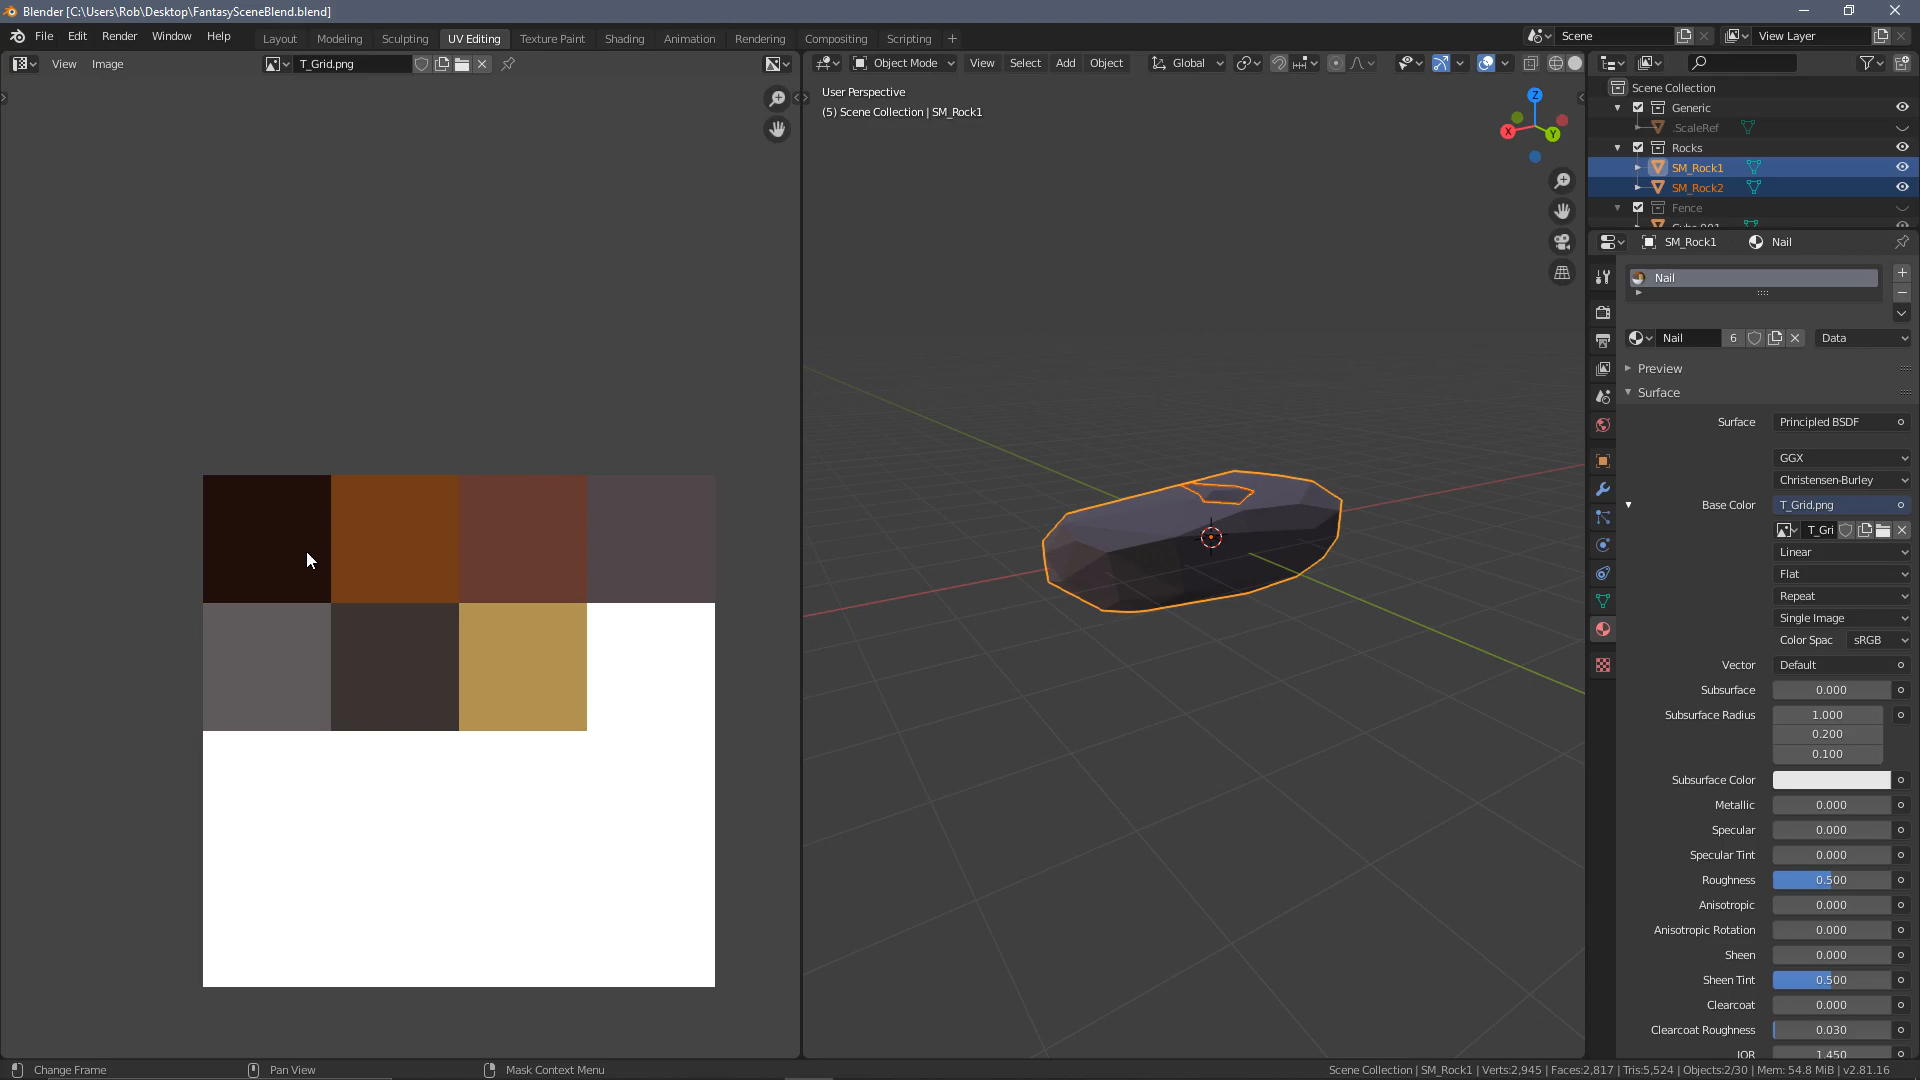 Blender [C:\Users\Rob\Desktop\FantasySceneBlend.blend]
File Edit Render Window Help
Layout Modeling Sculpting UV Editing Texture Paint Shading Animation Rendering Compositing Scripting
Scene
View Layer
View Image
T_Grid.png
Object Mode View Select Add Object Global
User Perspective
(5) Scene Collection | SM_Rock1
Z
X
Y
Scene Collection
Generic
.ScaleRef
Rocks
SM_Rock1
SM_Rock2
Fence
Cube.001
SM_Rock1 Nail
Nail
Nail 6 Data
Preview
Surface
Surface Principled BSDF
GGX
Christensen-Burley
Base Color T_Grid.png
T_Gri
Linear
Flat
Repeat
Single Image
Color Spac sRGB
Vector Default
Subsurface 0.000
Subsurface Radius 1.000
0.200
0.100
Subsurface Color
Metallic 0.000
Specular 0.000
Specular Tint 0.000
Roughness 0.500
Anisotropic 0.000
Anisotropic Rotation 0.000
Sheen 0.000
Sheen Tint 0.500
Clearcoat 0.000
Clearcoat Roughness 0.030
IOR 1.450
Change Frame
Pan View
Mask Context Menu
Scene Collection | SM_Rock1 | Verts:2,945 | Faces:2,817 | Tris:5,524 | Objects:2/30 | Mem: 54.8 MiB | v2.81.16